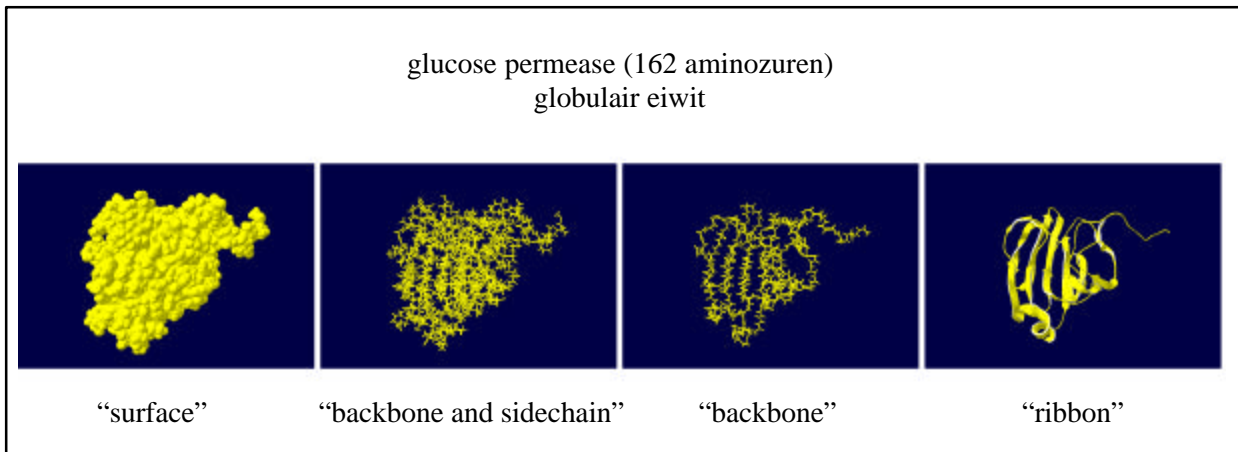 glucose permease (162 aminozuren)
globulair eiwit
“surface” “backbone and sidechain” “backbone” “ribbon”